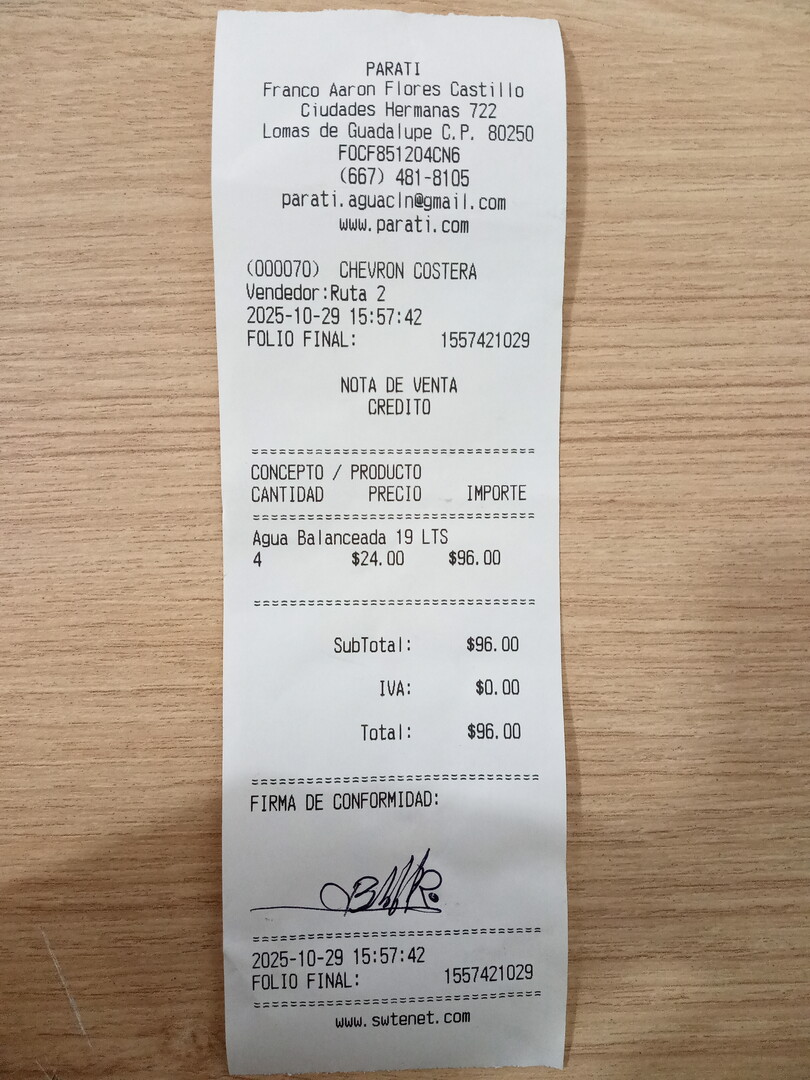 PARATI
Franco Aaron Flores Castillo
Ciudades Hermanas 722
Lomas de Guadalupe C.P. 80250
FOCF851204CN6
(667) 481-8105
parati.aguacln@gmail.com
www.parati.com
(000070) CHEVRON COSTERA
Vendedor:Ruta 2
2025-10-29 15:57:42
FOLIO FINAL: 1557421029
NOTA DE VENTA
CREDITO
==============================
CONCEPTO / PRODUCTO
CANTIDAD PRECIO IMPORTE
==============================
Agua Balanceada 19 LTS
4 $24.00 $96.00
==============================
SubTotal: $96.00
IVA: $0.00
Total: $96.00
==============================
FIRMA DE CONFORMIDAD:
==============================
2025-10-29 15:57:42
FOLIO FINAL: 1557421029
==============================
www.swtenet.com